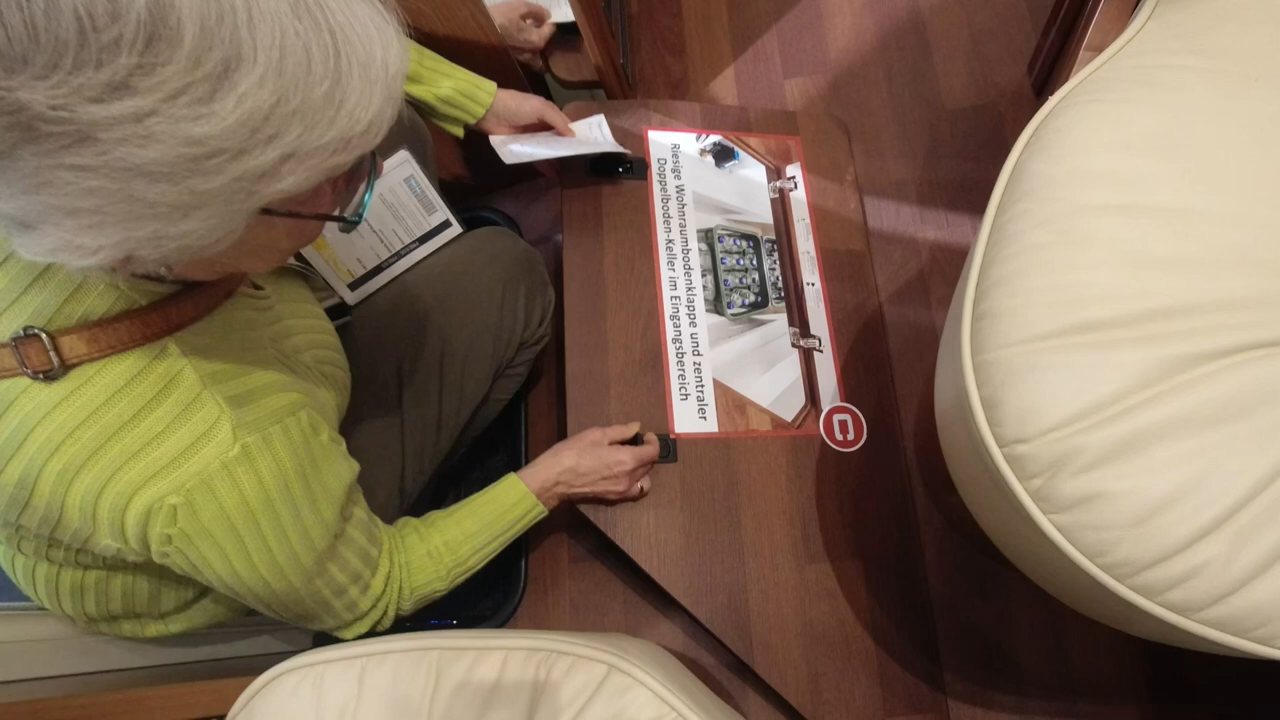 Riesige Wohnraumbodenklappe und zentraler
Doppelboden-Keller im Eingangsbereich
C